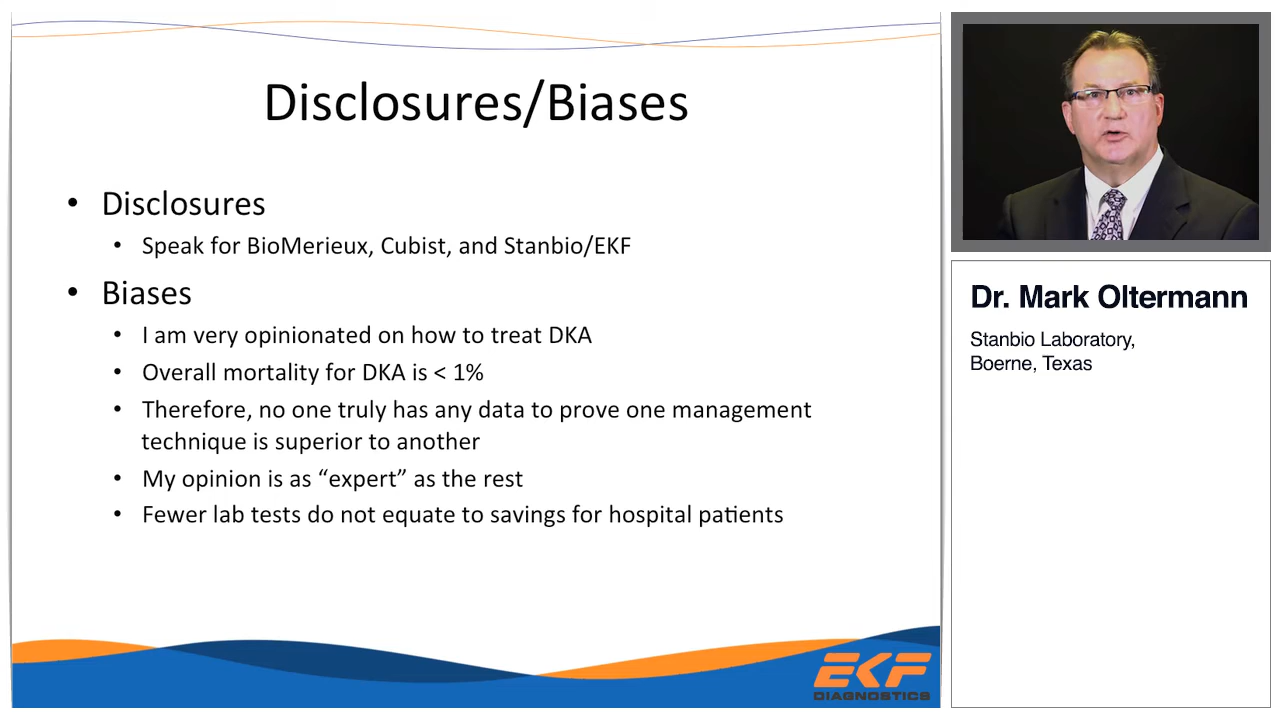 Disclosures/Biases
• Disclosures
• Speak for BioMerieux, Cubist, and Stanbio/EKF
• Biases
• I am very opinionated on how to treat DKA
• Overall mortality for DKA is < 1%
• Therefore, no one truly has any data to prove one management
technique is superior to another
• My opinion is as “expert” as the rest
• Fewer lab tests do not equate to savings for hospital patients
EKF
DIAGNOSTICS
Dr. Mark Oltermann
Stanbio Laboratory,
Boerne, Texas